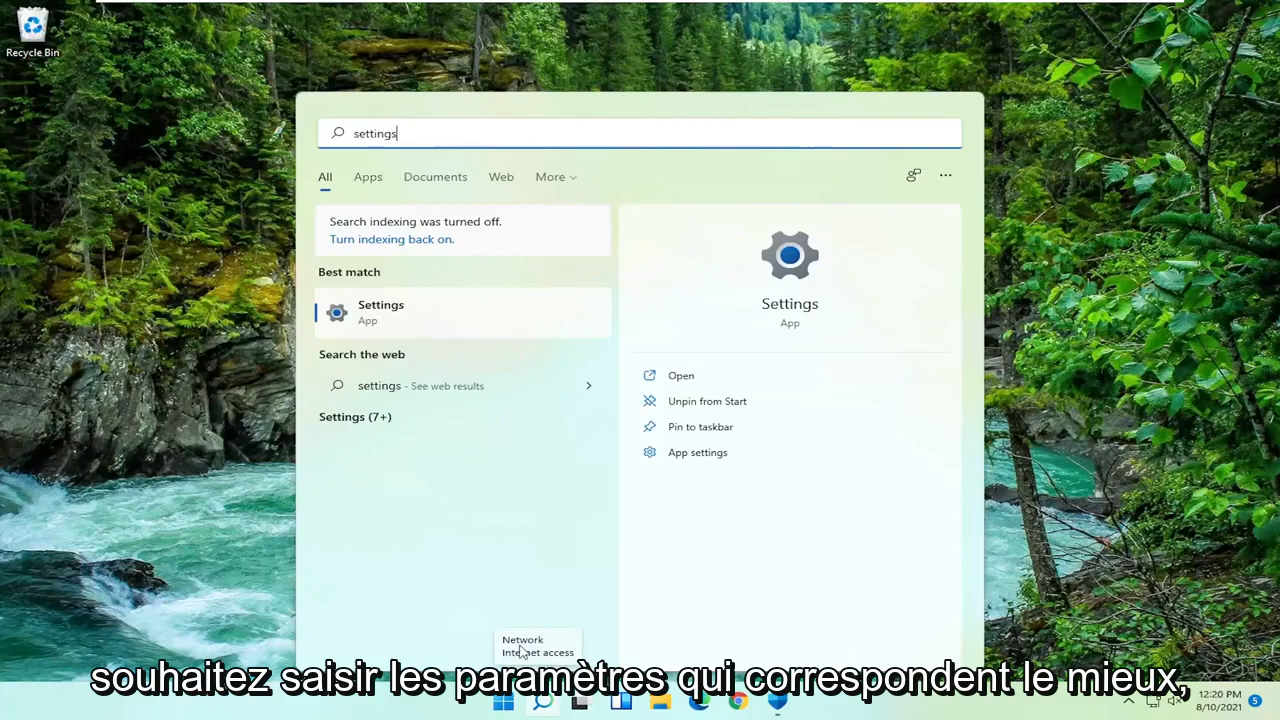 Recycle Bin
settings
All Apps Documents Web More
Search indexing was turned off.
Turn indexing back on.
Best match
Settings
App
Search the web
settings - See web results
Settings (7+)
Settings
App
Open
Unpin from Start
Pin to taskbar
App settings
Network
Internet access
souhaitez saisir les paramètres qui correspondent le mieux,
12:20 PM
8/10/2021
5